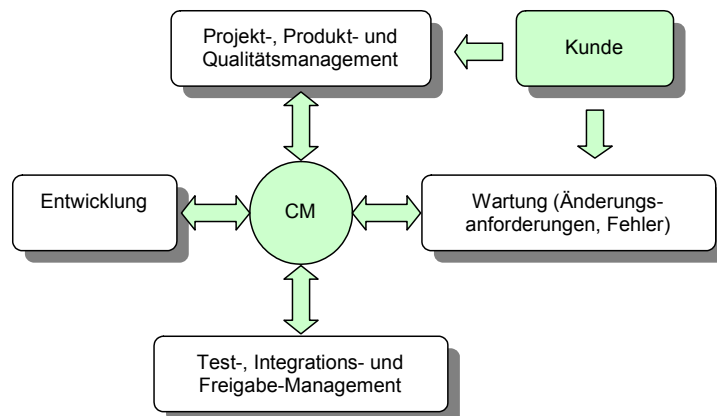 Projekt-, Produkt- und
Qualitätsmanagement
Kunde
Entwicklung
CM
Wartung (Änderungs-
anforderungen, Fehler)
Test-, Integrations- und
Freigabe-Management